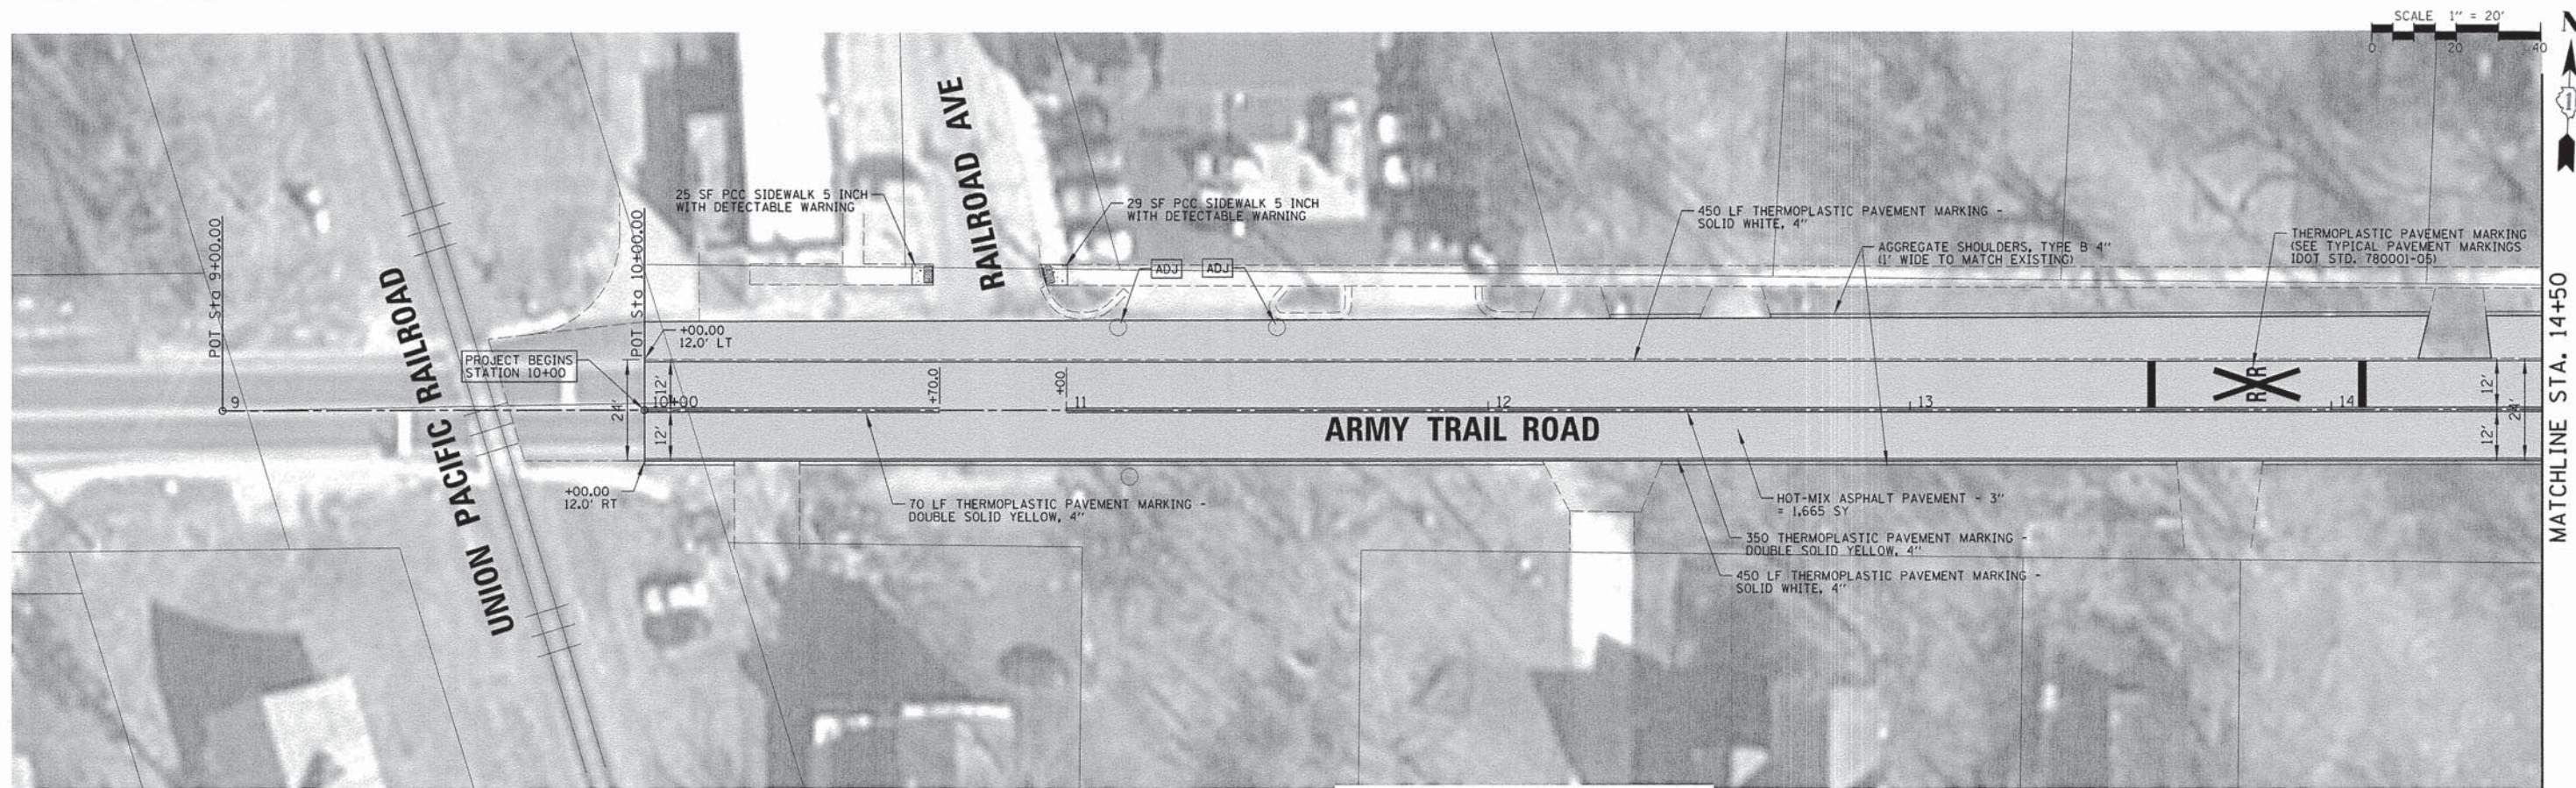 SCALE 1" = 20'
0 20 40
N
25 SF PCC SIDEWALK 5 INCH
WITH DETECTABLE WARNING
RAILROAD AVE
29 SF PCC SIDEWALK 5 INCH
WITH DETECTABLE WARNING
450 LF THERMOPLASTIC PAVEMENT MARKING -
SOLID WHITE, 4"
AGGREGATE SHOULDERS, TYPE B 4"
(1' WIDE TO MATCH EXISTING)
THERMOPLASTIC PAVEMENT MARKING
(SEE TYPICAL PAVEMENT MARKINGS
IDOT STD. 780001-05)
POT Sta 9+00.00
POT Sta 10+00.00
ADJ
ADJ
UNION PACIFIC RAILROAD
+00.00
12.0' LT
PROJECT BEGINS
STATION 10+00
24'
12'
12'
9
10+00
+70.0
+00
11
12
13
14
R R
12'
12'
24'
ARMY TRAIL ROAD
MATCHLINE STA. 14+50
+00.00
12.0' RT
70 LF THERMOPLASTIC PAVEMENT MARKING -
DOUBLE SOLID YELLOW, 4"
HOT-MIX ASPHALT PAVEMENT - 3"
= 1,665 SY
350 THERMOPLASTIC PAVEMENT MARKING -
DOUBLE SOLID YELLOW, 4"
450 LF THERMOPLASTIC PAVEMENT MARKING -
SOLID WHITE, 4"